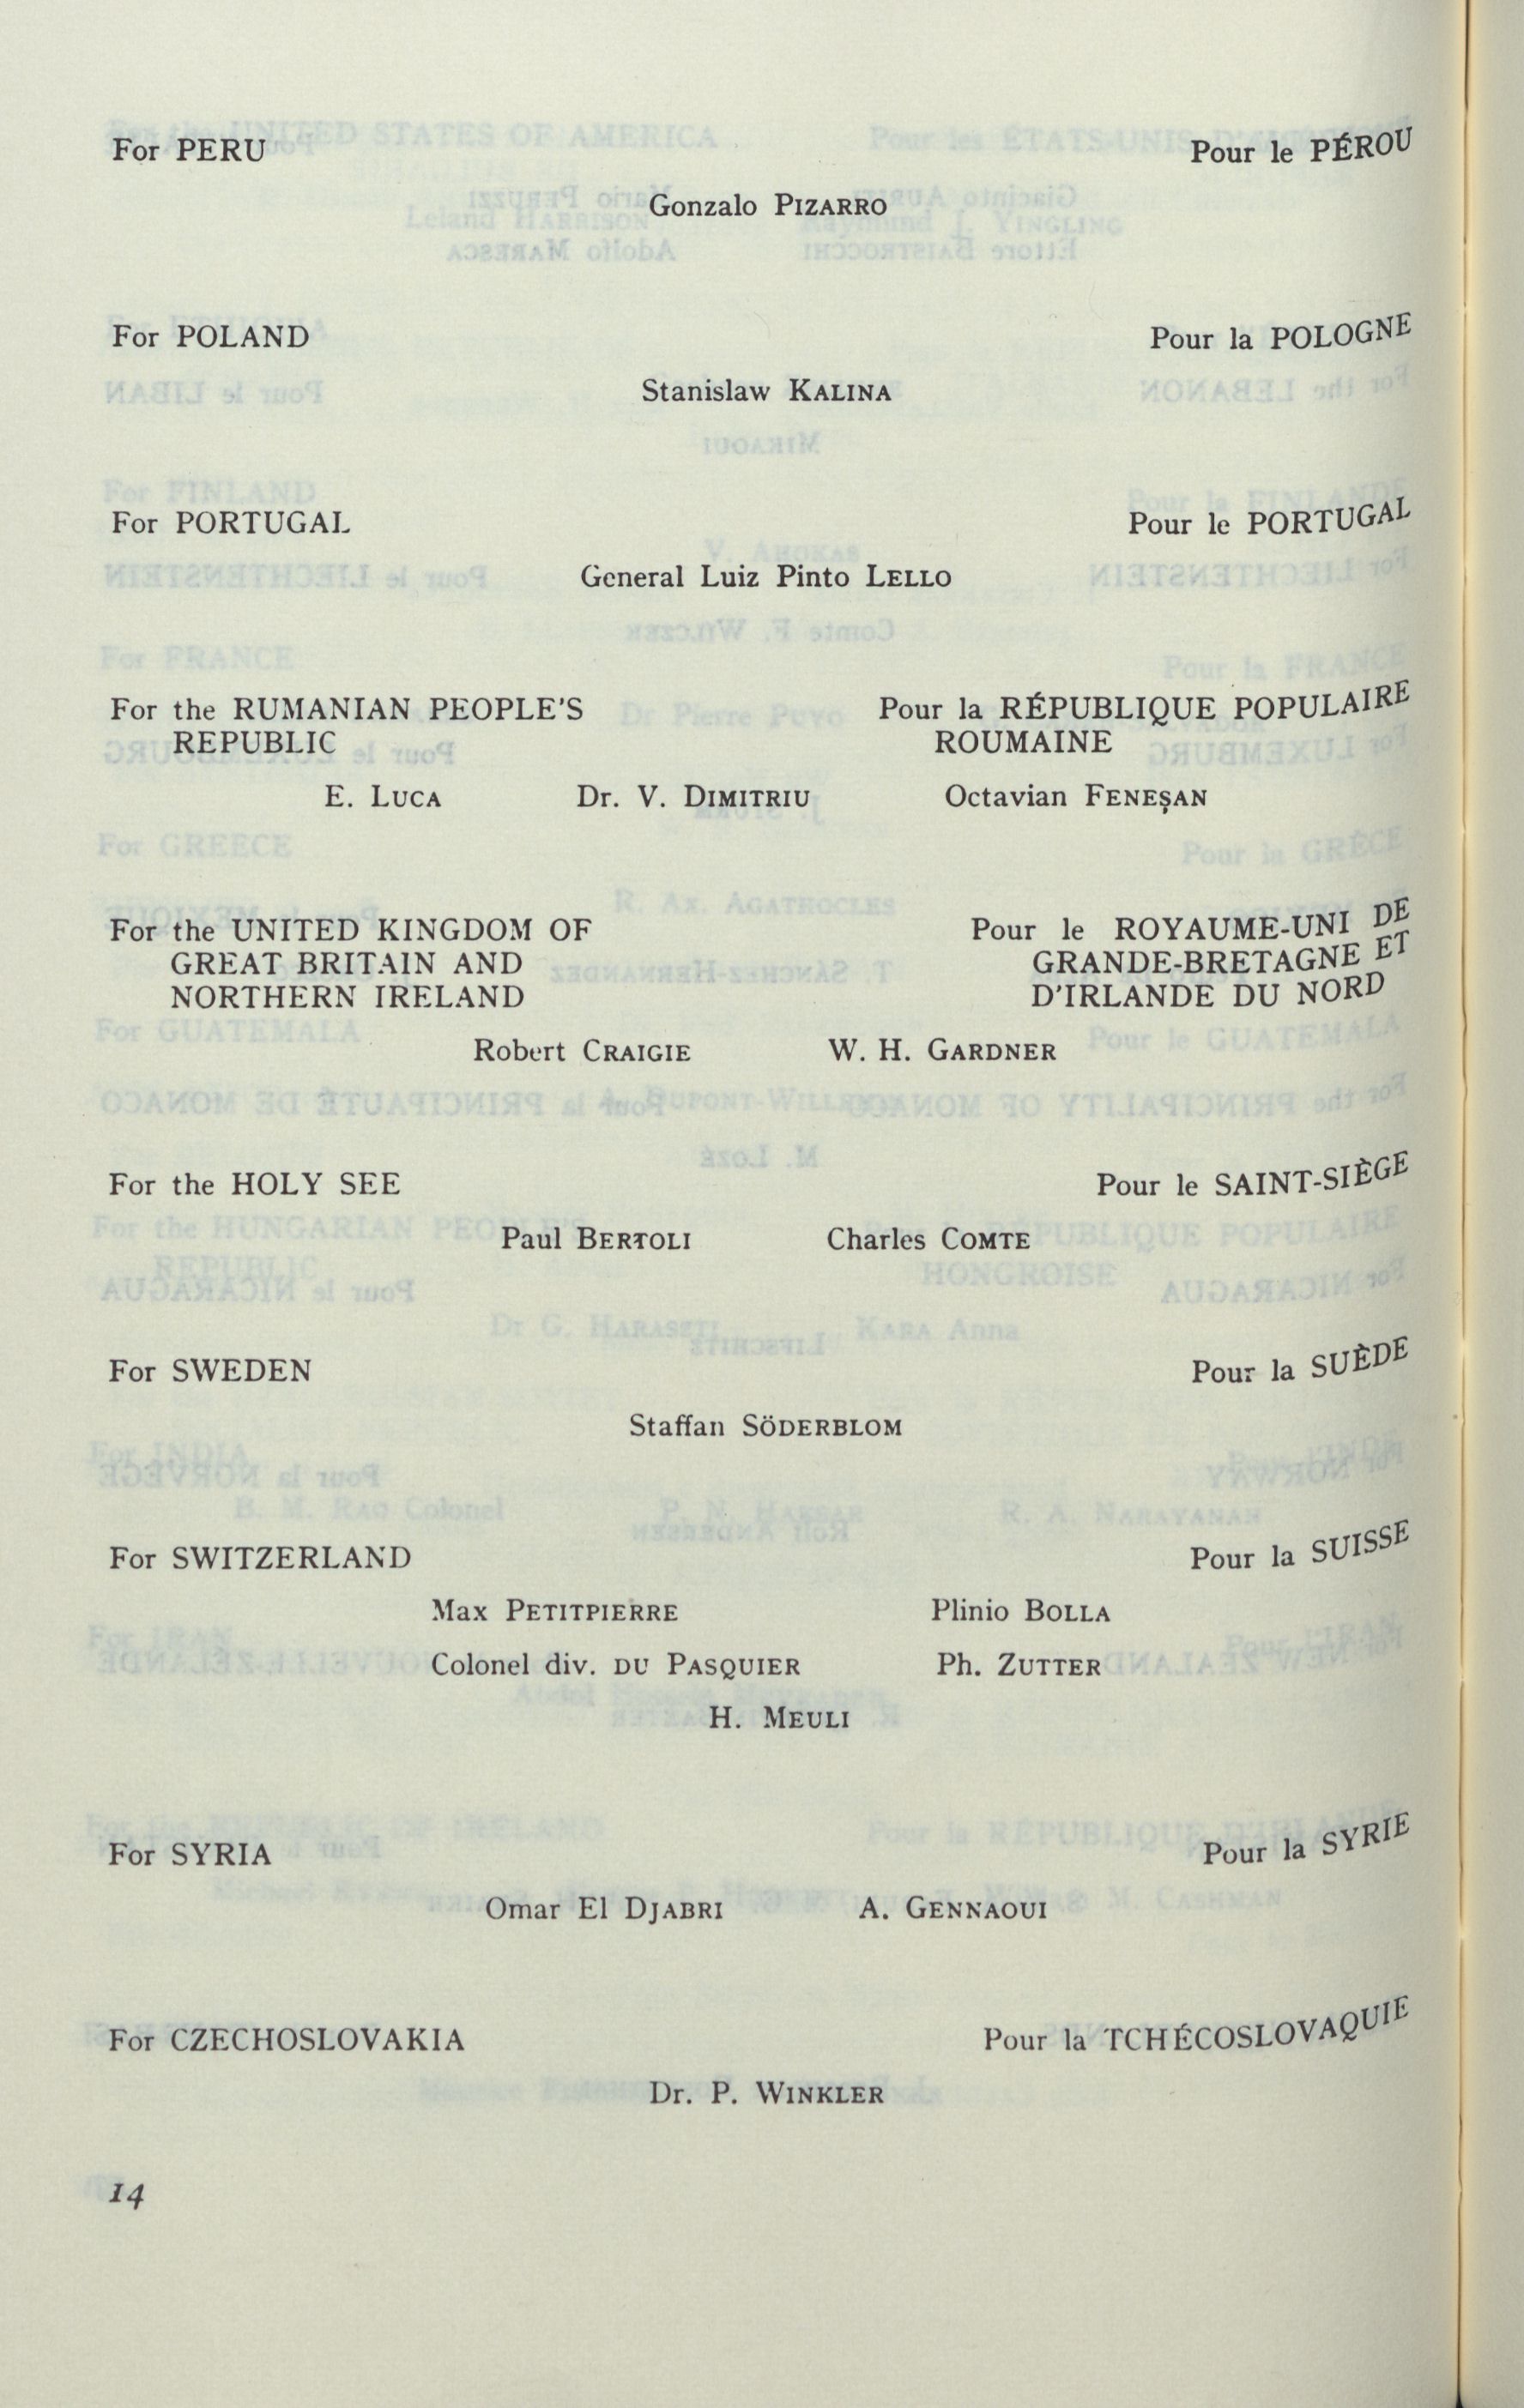 For PERU Pour le PÉROU
Gonzalo PIZARRO
For POLAND Pour la POLOGNE
Stanislaw KALINA
For PORTUGAL Pour le PORTUGAL
General Luiz Pinto LELLO
For the RUMANIAN PEOPLE'S Pour la RÉPUBLIQUE POPULAIRE
REPUBLIC ROUMAINE
E. LUCA Dr. V. DIMITRIU Octavian FENEȘAN
For the UNITED KINGDOM OF Pour le ROYAUME-UNI DE
GREAT BRITAIN AND GRANDE-BRETAGNE ET
NORTHERN IRELAND D'IRLANDE DU NORD
Robert CRAIGIE W. H. GARDNER
For the HOLY SEE Pour le SAINT-SIÈGE
Paul BERTOLI Charles COMTE
For SWEDEN Pour la SUÈDE
Staffan SÖDERBLOM
For SWITZERLAND Pour la SUISSE
Max PETITPIERRE Plinio BOLLA
Colonel div. DU PASQUIER Ph. ZUTTER
H. MEULI
For SYRIA Pour la SYRIE
Omar El DJABRI A. GENNAOUI
For CZECHOSLOVAKIA Pour la TCHÉCOSLOVAQUIE
Dr. P. WINKLER
14